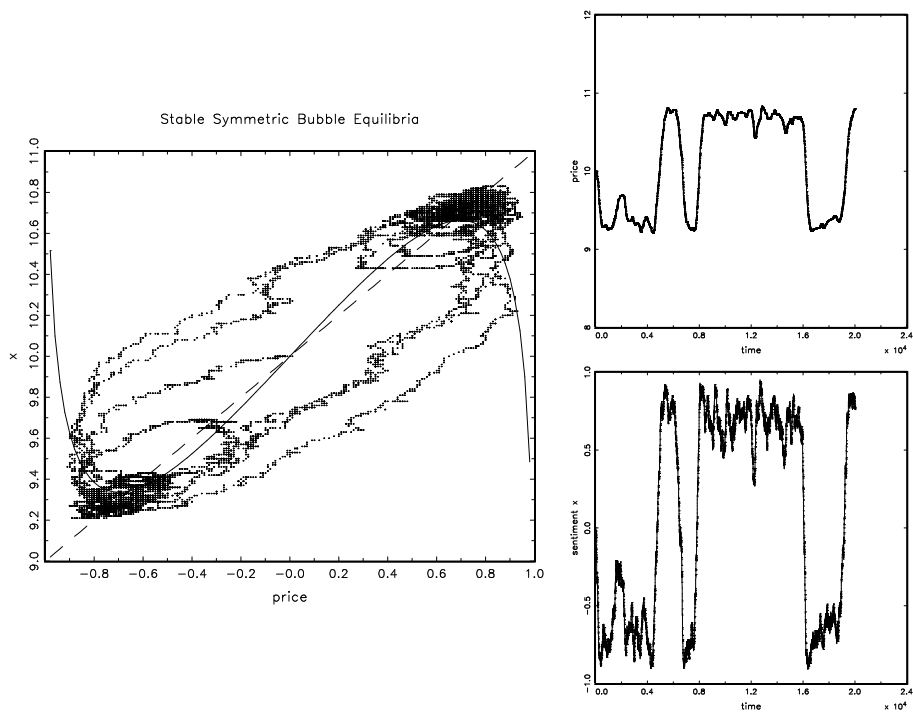 Stable Symmetric Bubble Equilibria
11.0
10.8
10.6
10.4
10.2
10.0
9.8
9.6
9.4
9.2
9.0
x
−0.8 −0.6 −0.4 −0.2 −0.0 0.2 0.4 0.6 0.8 1.0
price
12
11
10
9
8
price
0.0 0.4 0.8 1.2 1.6 2.0 2.4
time × 10⁴
1.0
0.5
0.0
−0.5
−1.0
sentiment x
0.0 0.4 0.8 1.2 1.6 2.0 2.4
time × 10⁴